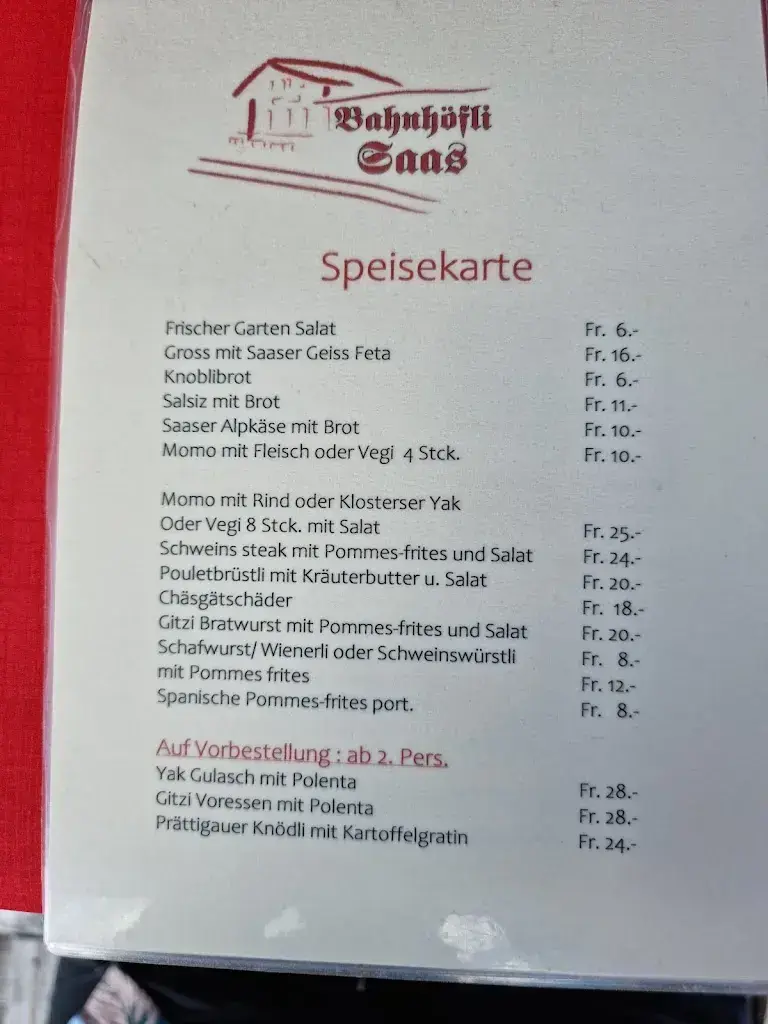 Bahnhöfli
Saas
Speisekarte
Frischer Garten Salat Fr. 6.-
Gross mit Saaser Geiss Feta Fr. 16.-
Knoblibrot Fr. 6.-
Salsiz mit Brot Fr. 11.-
Saaser Alpkäse mit Brot Fr. 10.-
Momo mit Fleisch oder Vegi 4 Stck. Fr. 10.-
Momo mit Rind oder Klosterser Yak
Oder Vegi 8 Stck. mit Salat Fr. 25.-
Schweins steak mit Pommes-frites und Salat Fr. 24.-
Pouletbrüstli mit Kräuterbutter u. Salat Fr. 20.-
Chäsgätschäder Fr. 18.-
Gitzi Bratwurst mit Pommes-frites und Salat Fr. 20.-
Schafwurst/ Wienerli oder Schweinswürstli Fr. 8.-
mit Pommes frites Fr. 12.-
Spanische Pommes-frites port. Fr. 8.-
Auf Vorbestellung : ab 2. Pers.
Yak Gulasch mit Polenta Fr. 28.-
Gitzi Voressen mit Polenta Fr. 28.-
Prättigauer Knödli mit Kartoffelgratin Fr. 24.-